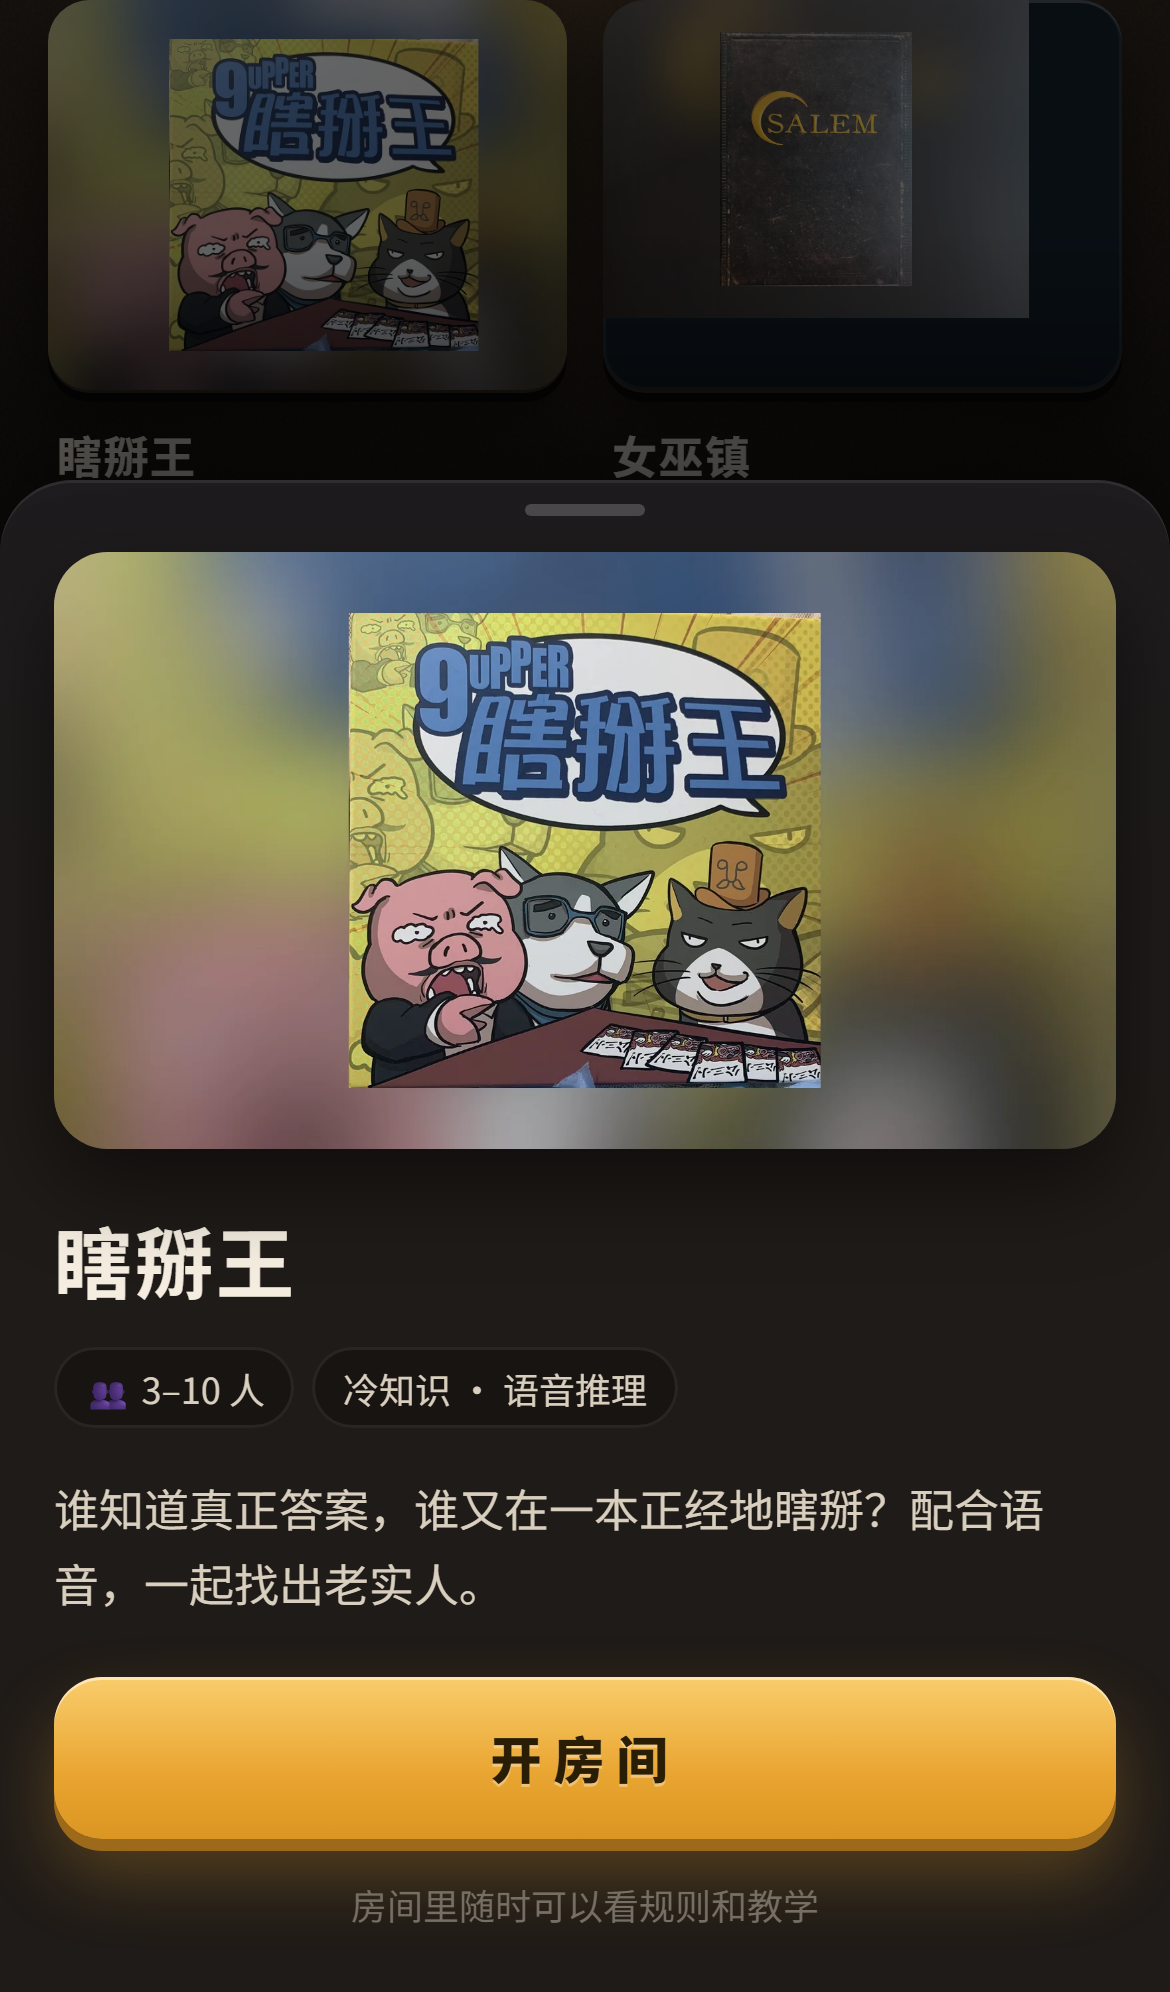 9UPPER
瞎掰王
SALEM
瞎掰王
女巫镇
9UPPER
瞎掰王
瞎掰王
3–10 人
冷知识 · 语音推理
谁知道真正答案，谁又在一本正经地瞎掰？配合语
音，一起找出老实人。
开房间
房间里随时可以看规则和教学